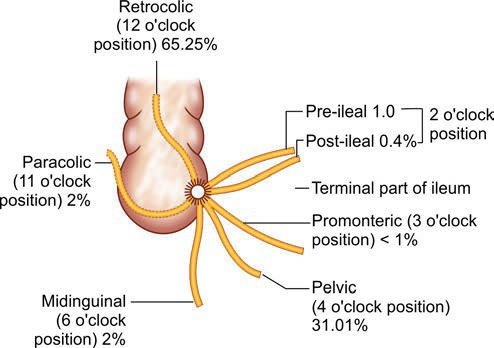 Retrocolic
(12 o'clock
position) 65.25%
Pre-ileal 1.0
Post-ileal 0.4%
2 o'clock
position
Paracolic
(11 o'clock
position) 2%
Terminal part of ileum
Promonteric (3 o'clock
position) < 1%
Pelvic
(4 o'clock position)
31.01%
Midinguinal
(6 o'clock
position) 2%